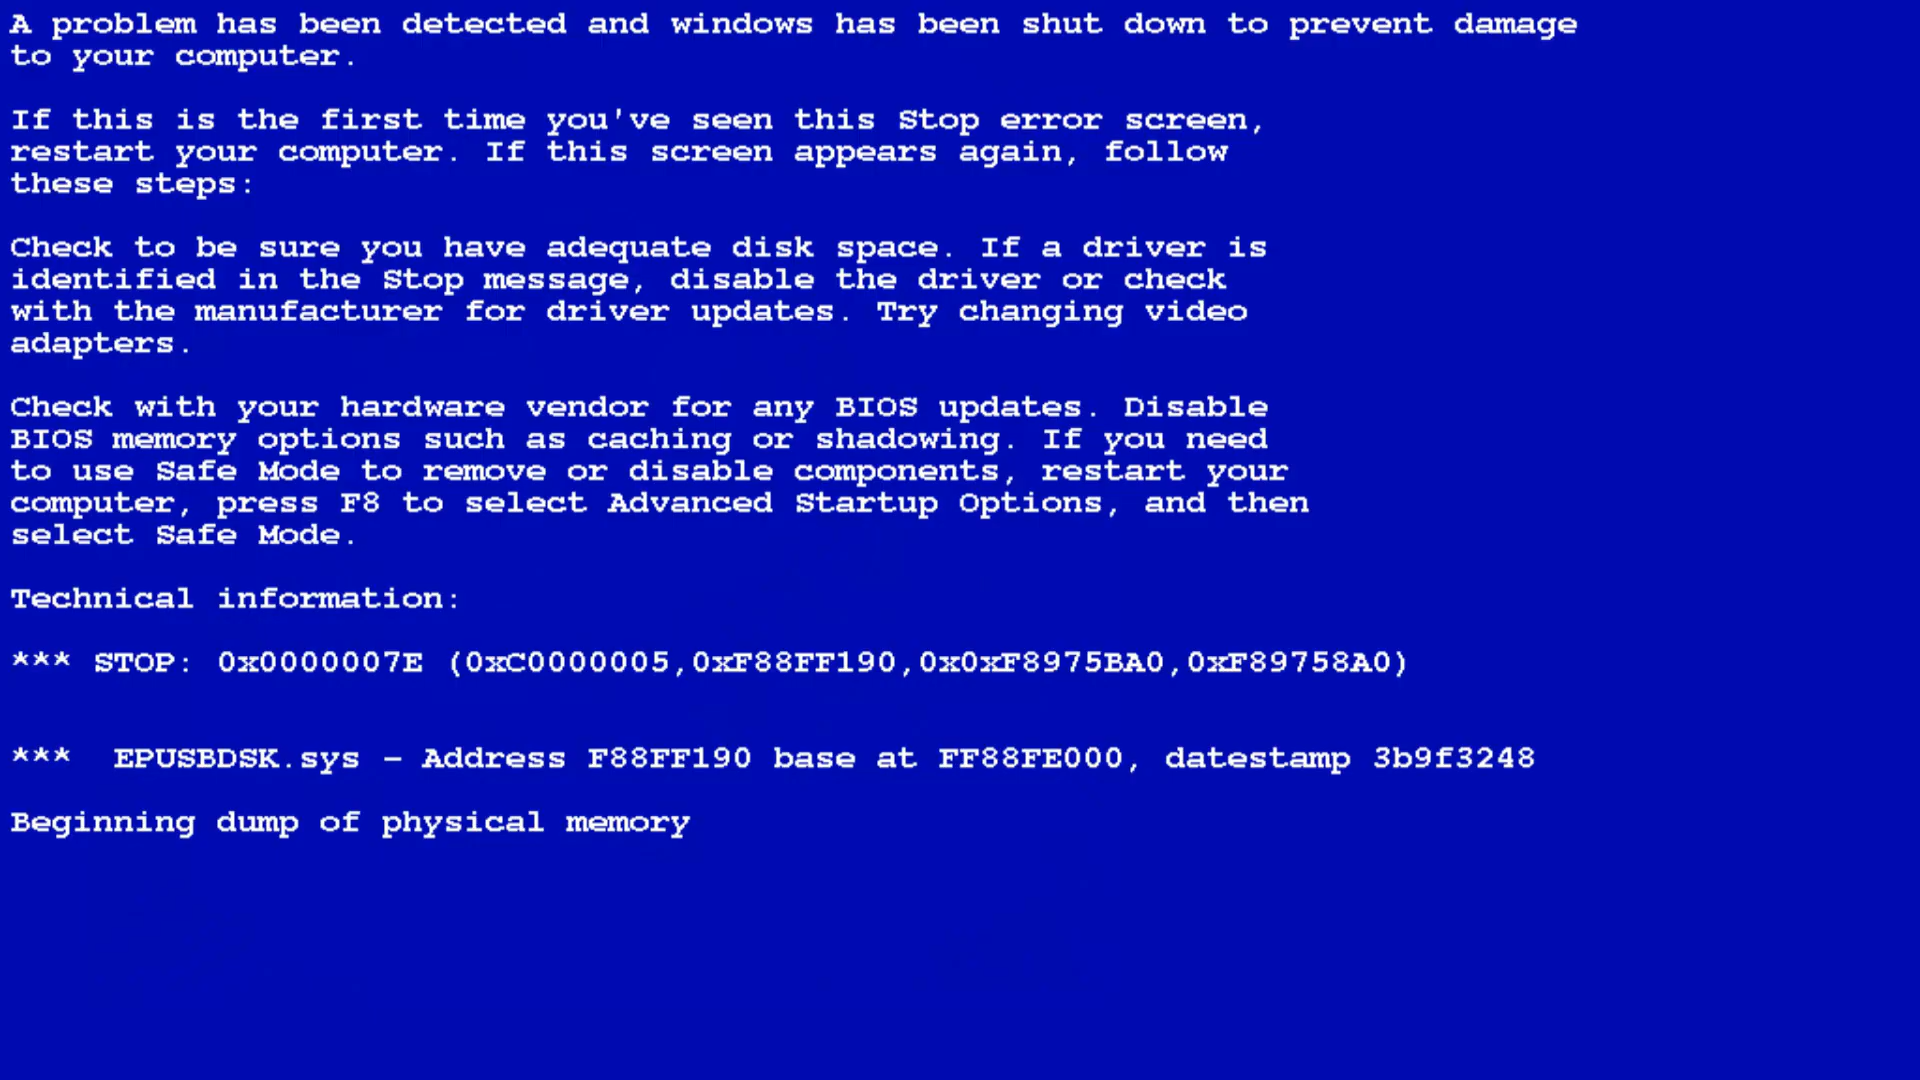 A problem has been detected and windows has been shut down to prevent damage
to your computer.
If this is the first time you've seen this Stop error screen,
restart your computer. If this screen appears again, follow
these steps:
Check to be sure you have adequate disk space. If a driver is
identified in the Stop message, disable the driver or check
with the manufacturer for driver updates. Try changing video
adapters.
Check with your hardware vendor for any BIOS updates. Disable
BIOS memory options such as caching or shadowing. If you need
to use Safe Mode to remove or disable components, restart your
computer, press F8 to select Advanced Startup Options, and then
select Safe Mode.
Technical information:
*** STOP: 0x0000007E (0xC0000005,0xF88FF190,0x0xF8975BA0,0xF89758A0)
***  EPUSBDSK.sys – Address F88FF190 base at FF88FE000, datestamp 3b9f3248
Beginning dump of physical memory